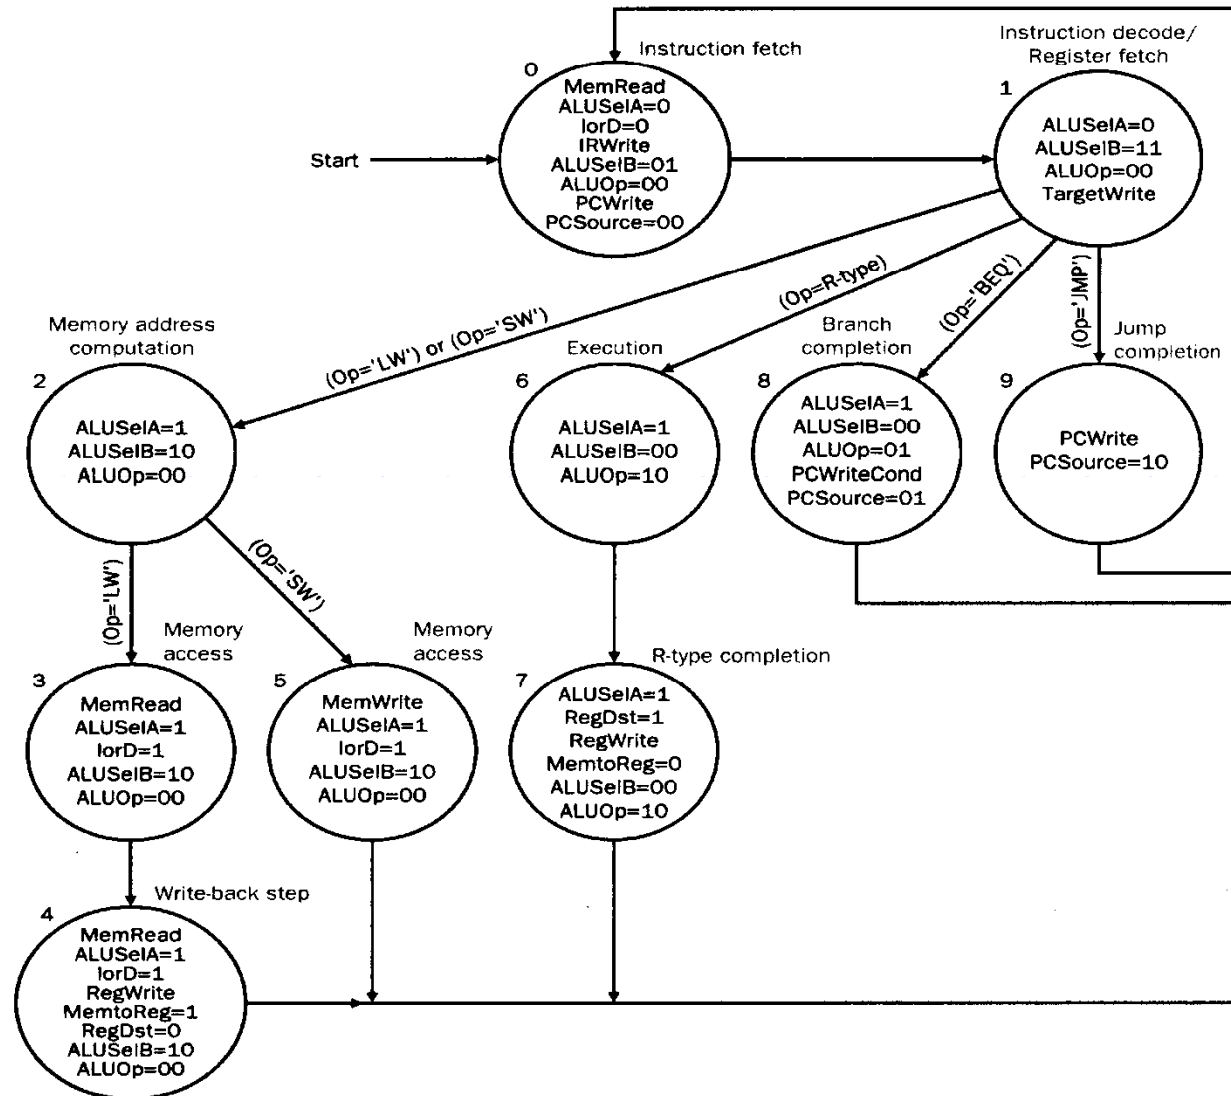 Instruction fetch
Instruction decode/
Register fetch
0
MemRead
ALUSelA=0
IorD=0
IRWrite
ALUSelB=01
ALUOp=00
PCWrite
PCSource=00
1
ALUSelA=0
ALUSelB=11
ALUOp=00
TargetWrite
Start
(Op='LW') or (Op='SW')
(Op=R-type)
(Op='BEQ')
(Op='JMP')
Memory address
computation
2
ALUSelA=1
ALUSelB=10
ALUOp=00
Execution
6
ALUSelA=1
ALUSelB=00
ALUOp=10
Branch
completion
8
ALUSelA=1
ALUSelB=00
ALUOp=01
PCWriteCond
PCSource=01
Jump
completion
9
PCWrite
PCSource=10
(Op='LW')
(Op='SW')
Memory
access
3
MemRead
ALUSelA=1
IorD=1
ALUSelB=10
ALUOp=00
Memory
access
5
MemWrite
ALUSelA=1
IorD=1
ALUSelB=10
ALUOp=00
R-type completion
7
ALUSelA=1
RegDst=1
RegWrite
MemtoReg=0
ALUSelB=00
ALUOp=10
Write-back step
4
MemRead
ALUSelA=1
IorD=1
RegWrite
MemtoReg=1
RegDst=0
ALUSelB=10
ALUOp=00